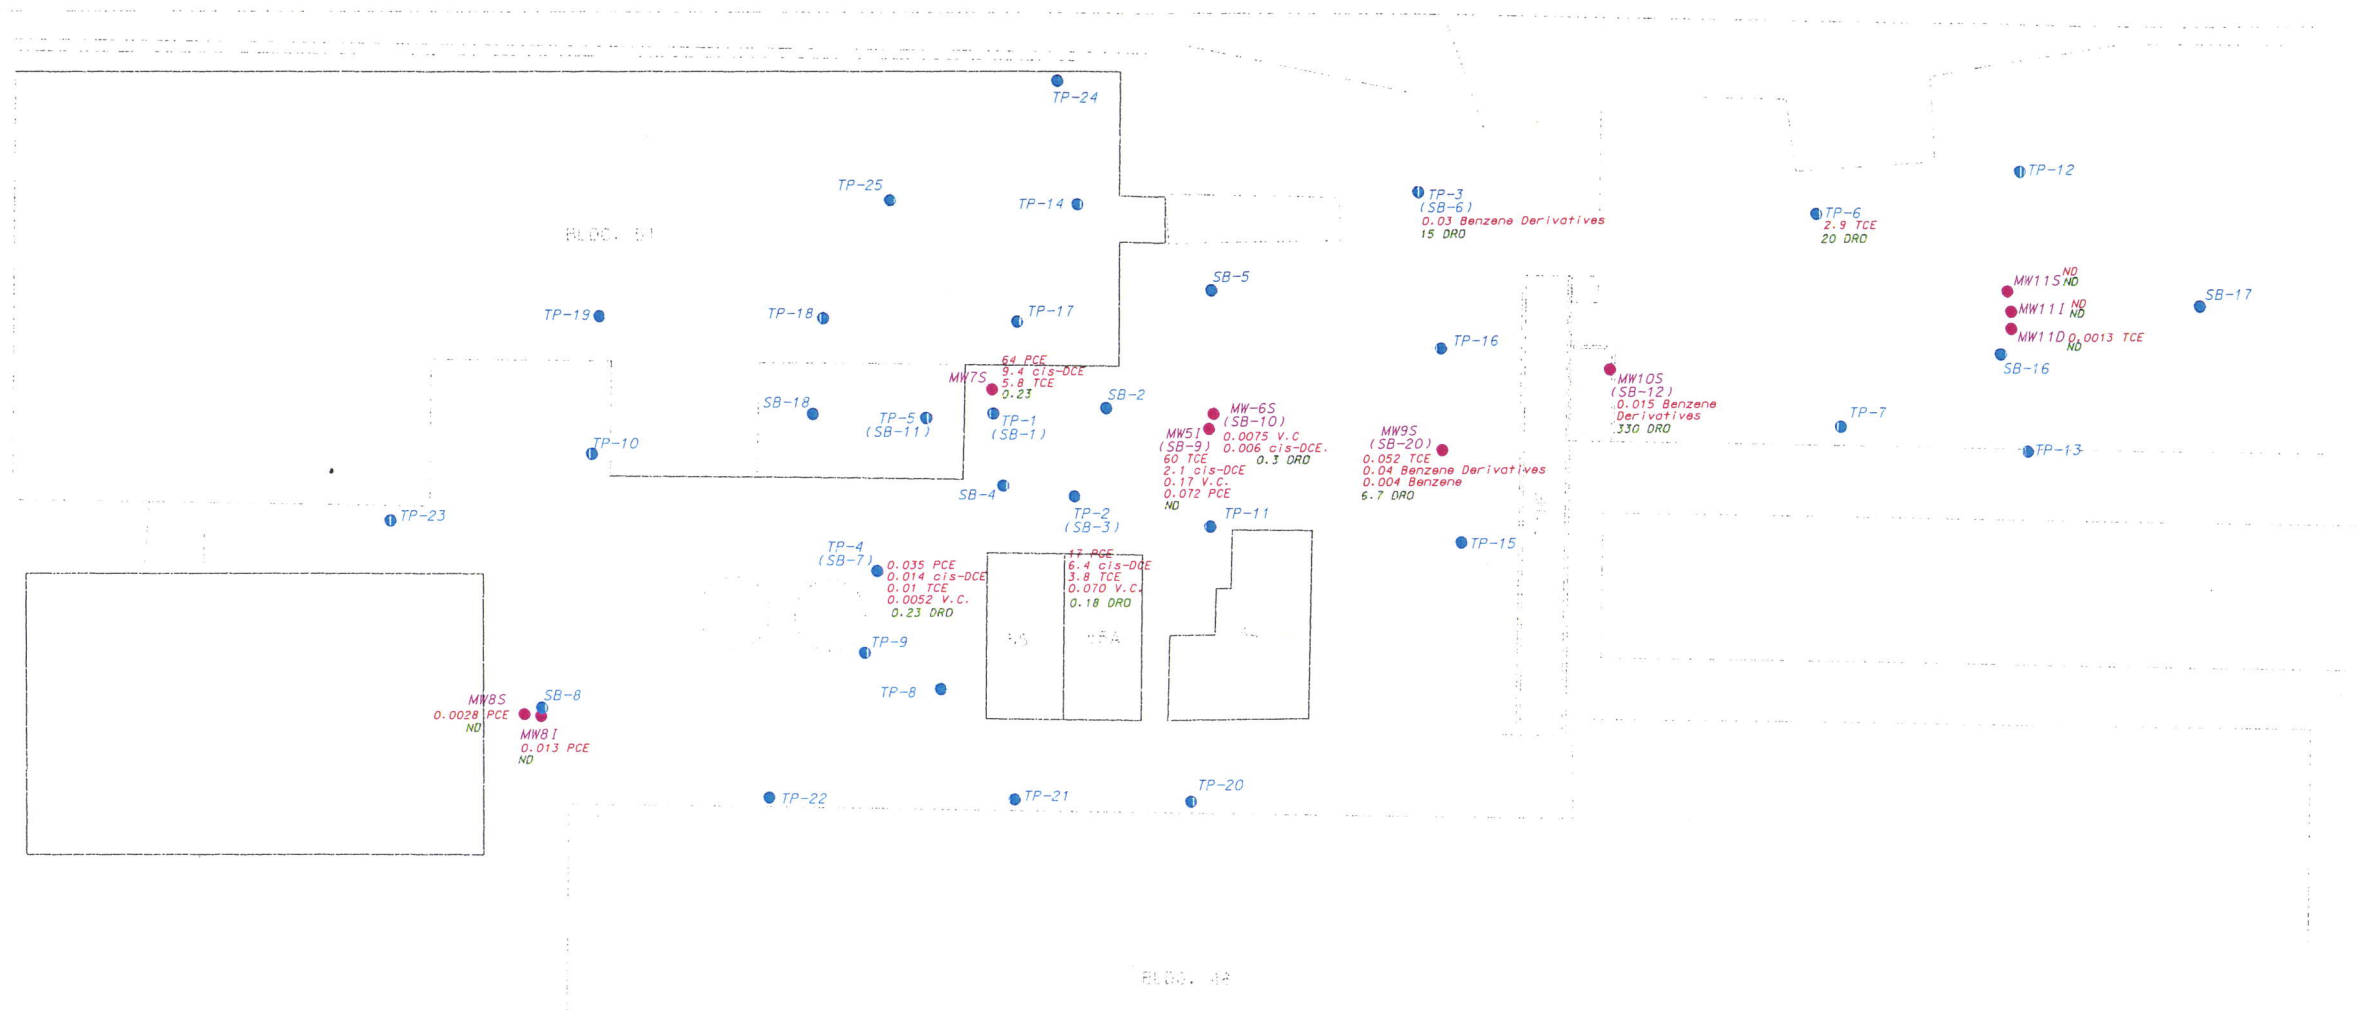 TP-24
TP-25
TP-14
TP-3
(SB-6)
0.03 Benzene Derivatives
15 DRO
TP-12
TP-6
2.9 TCE
20 DRO
BLDG. 51
SB-5
MW11S
ND
ND
MW11I
ND
ND
MW11D
0.0013 TCE
ND
SB-16
SB-17
TP-19
TP-18
TP-17
TP-16
64 PCE
9.4 cis-DCE
5.8 TCE
0.23
MW7S
MW10S
(SB-12)
0.015 Benzene
Derivatives
330 DRO
SB-18
TP-5
(SB-11)
TP-1
(SB-1)
SB-2
MW-6S
(SB-10)
0.0075 V.C
0.006 cis-DCE.
0.3 DRO
MW5I
(SB-9)
60 TCE
2.1 cis-DCE
0.17 V.C.
0.072 PCE
ND
MW9S
(SB-20)
0.052 TCE
0.04 Benzene Derivatives
0.004 Benzene
6.7 DRO
TP-7
TP-13
TP-10
SB-4
TP-2
(SB-3)
17 PCE
6.4 cis-DCE
3.8 TCE
0.070 V.C.
0.18 DRO
TP-11
TP-23
TP-15
TP-4
(SB-7)
0.035 PCE
0.014 cis-DCE
0.01 TCE
0.0052 V.C.
0.23 DRO
TP-9
TP-8
MW8S
0.0028 PCE
ND
SB-8
MW8I
0.013 PCE
ND
TP-22
TP-21
TP-20
BLDG. 48